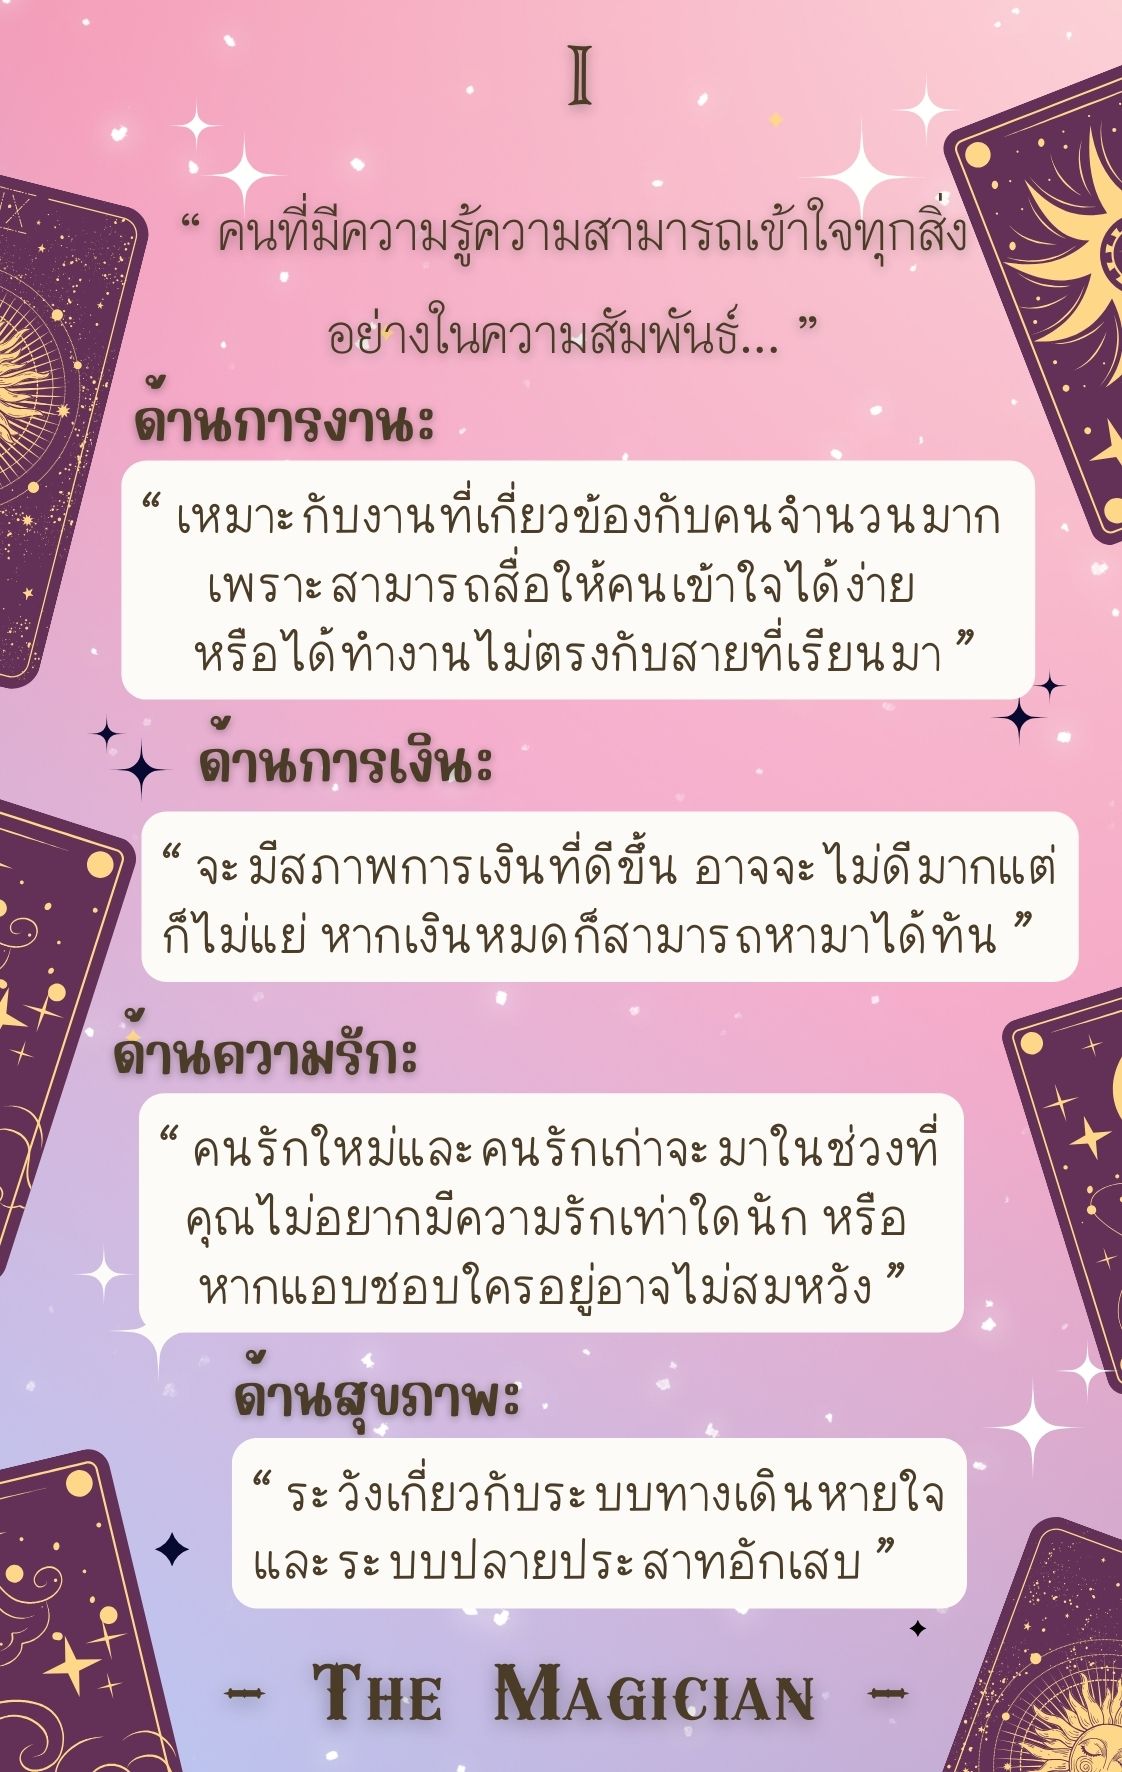 I
“ คนที่มีความรู้ความสามารถเข้าใจทุกสิ่ง
อย่างในความสัมพันธ์... ”
ด้านการงาน:
“ เหมาะกับงานที่เกี่ยวข้องกับคนจำนวนมาก
เพราะสามารถสื่อให้คนเข้าใจได้ง่าย
หรือได้ทำงานไม่ตรงกับสายที่เรียนมา ”
ด้านการเงิน:
“ จะมีสภาพการเงินที่ดีขึ้น อาจจะไม่ดีมากแต่
ก็ไม่แย่ หากเงินหมดก็สามารถหามาได้ทัน ”
ด้านความรัก:
“ คนรักใหม่และคนรักเก่าจะมาในช่วงที่
คุณไม่อยากมีความรักเท่าใดนัก หรือ
หากแอบชอบใครอยู่อาจไม่สมหวัง ”
ด้านสุขภาพ:
“ ระวังเกี่ยวกับระบบทางเดินหายใจ
และระบบปลายประสาทอักเสบ ”
- The Magician -